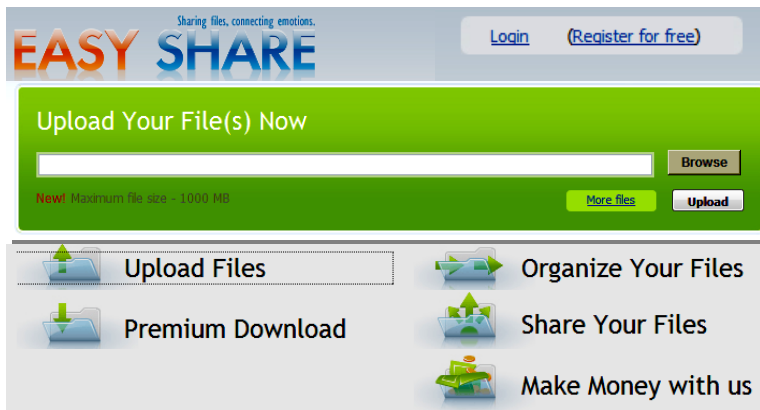 Sharing files, connecting emotions.
EASY SHARE
Login (Register for free)
Upload Your File(s) Now
Browse
New! Maximum file size - 1000 MB
More files
Upload
Upload Files
Organize Your Files
Premium Download
Share Your Files
Make Money with us